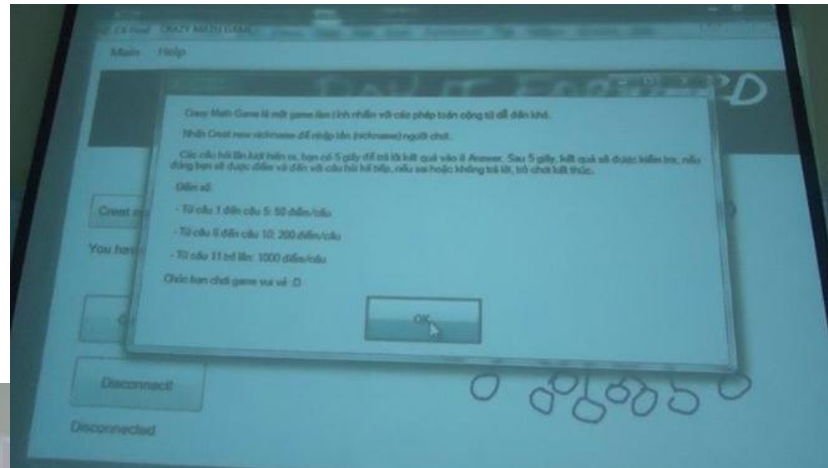 CRAZY MATH GAME
Main Help
PAY IT FORWARD
Crazy Math Game là một game làm tính nhẩm với các phép toán cộng từ dễ đến khó.
Nhấn Creat new nickname để nhập tên (nickname) người chơi.
Các câu hỏi lần lượt hiện ra, bạn có 5 giây để trả lời kết quả vào ô Answer. Sau 5 giây, kết quả sẽ được kiểm tra, nếu
đúng bạn sẽ được điểm và đến với câu hỏi kế tiếp, nếu sai hoặc không trả lời, trò chơi kết thúc.
Điểm số:
- Từ câu 1 đến câu 5: 50 điểm/câu
- Từ câu 6 đến câu 10: 200 điểm/câu
- Từ câu 11 trở lên: 1000 điểm/câu
Chúc bạn chơi game vui vẻ :D
Creat
You have
OK
Disconnect!
Disconnected